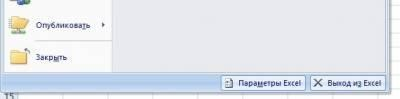 Опубликовать
Закрыть
Параметры Excel
Выход из Excel
15